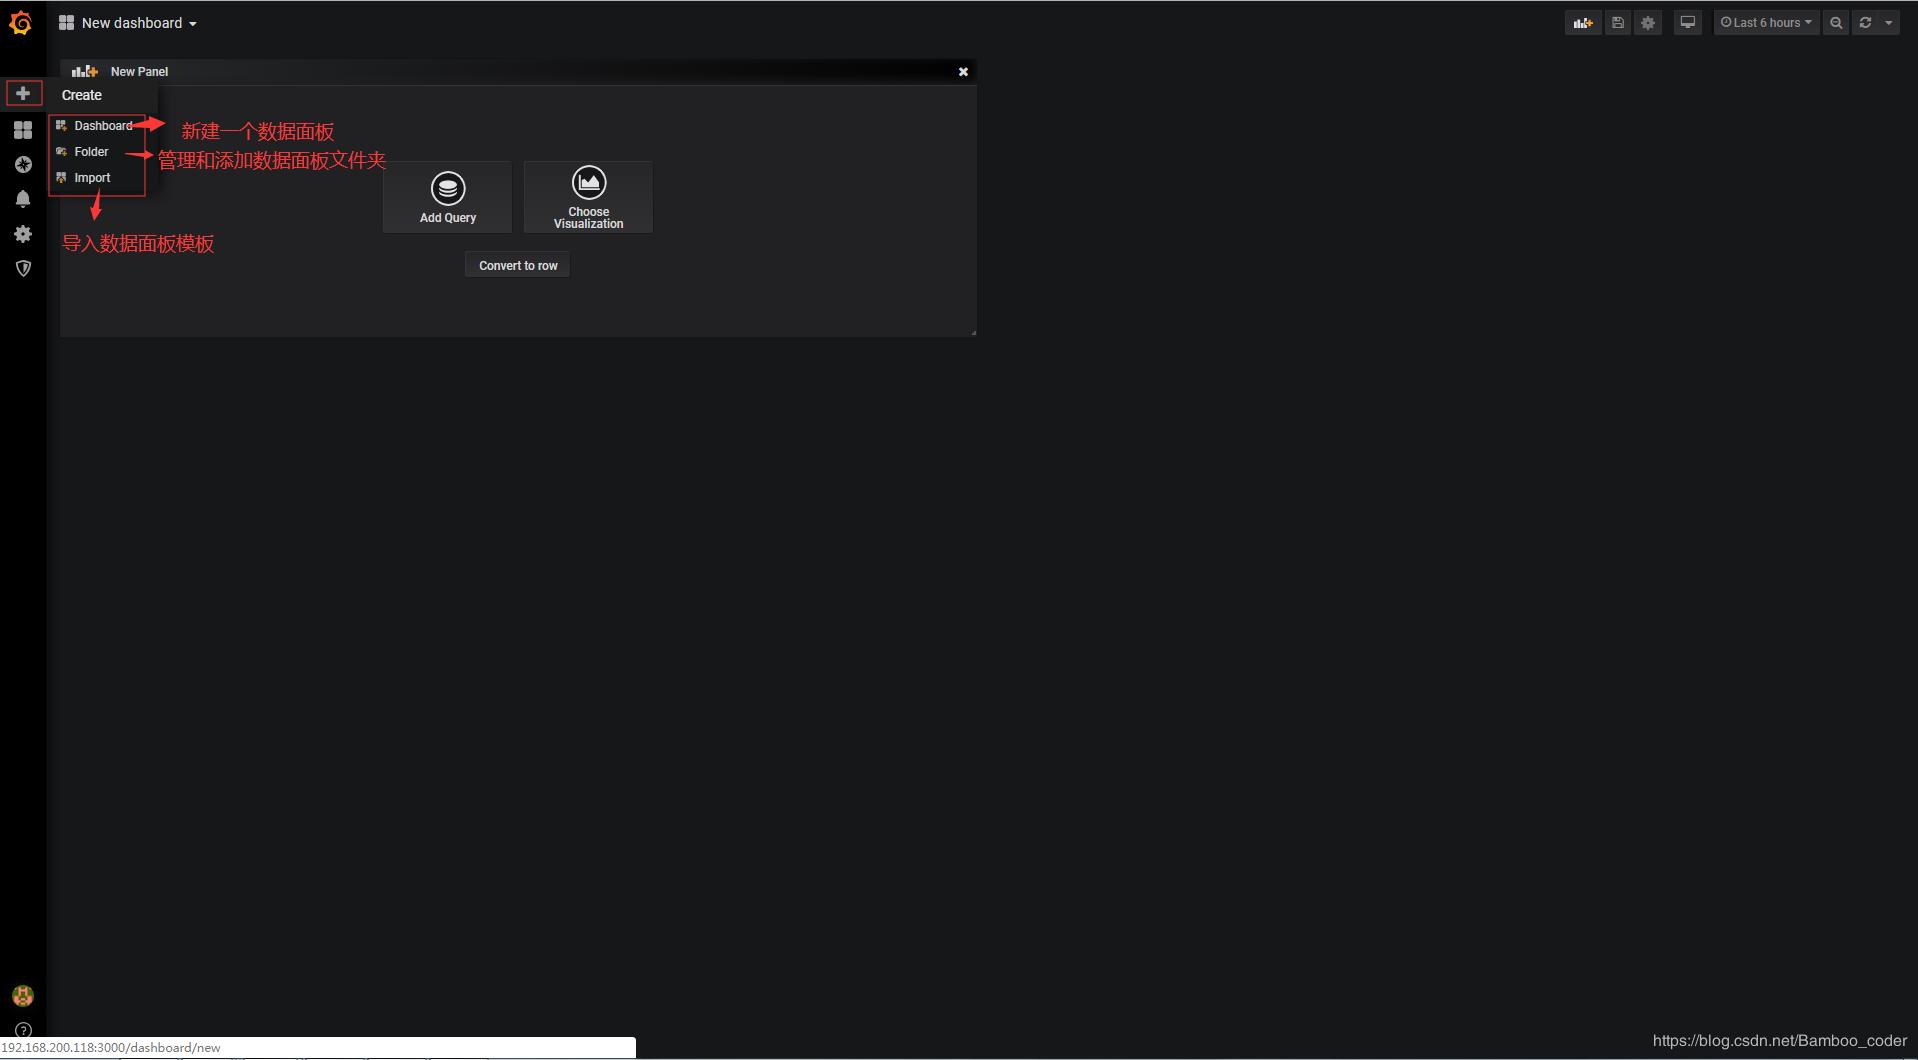 New dashboard
Last 6 hours
New Panel
Create
Dashboard
新建一个数据面板
Folder
管理和添加数据面板文件夹
Import
导入数据面板模板
Add Query
Choose
Visualization
Convert to row
192.168.200.118:3000/dashboard/new
https://blog.csdn.net/Bamboo_coder